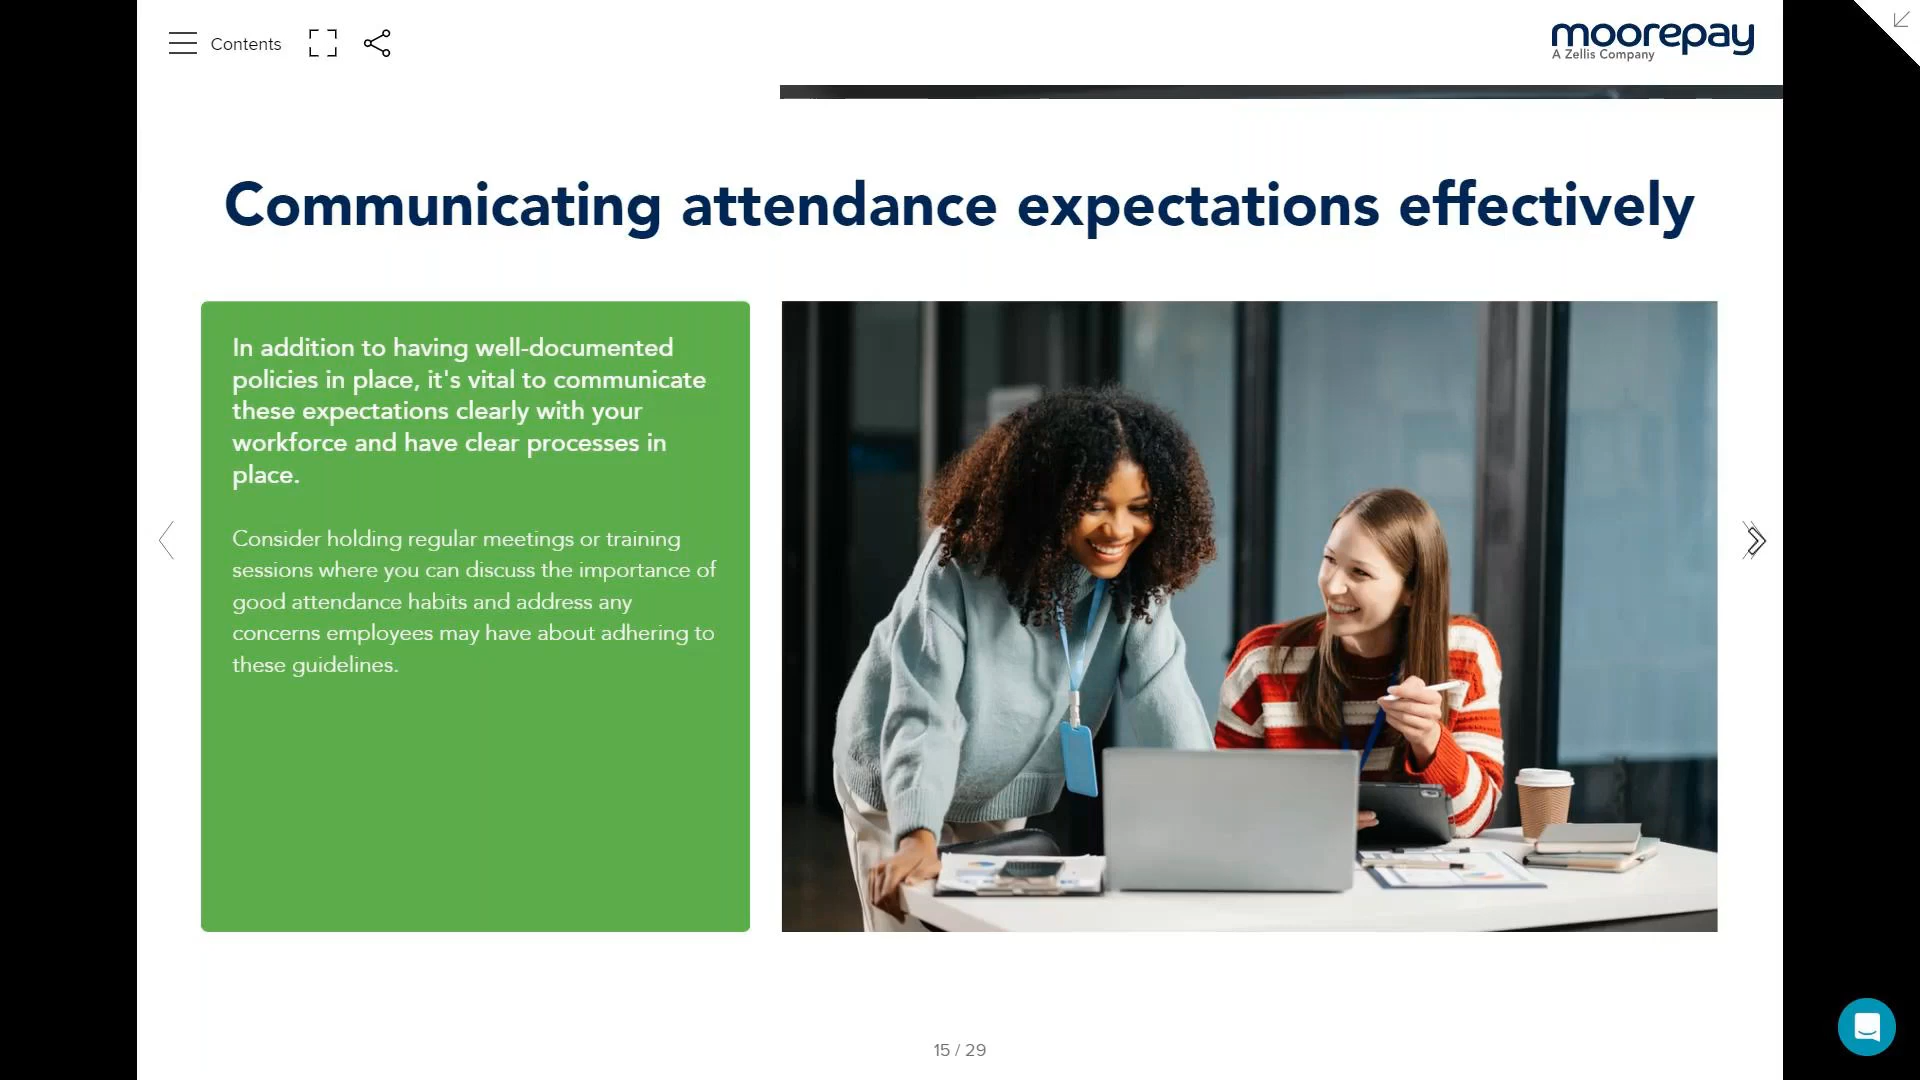 Contents
moorepay
A Zellis Company
Communicating attendance expectations effectively
In addition to having well-documented
policies in place, it's vital to communicate
these expectations clearly with your
workforce and have clear processes in
place.
Consider holding regular meetings or training
sessions where you can discuss the importance of
good attendance habits and address any
concerns employees may have about adhering to
these guidelines.
15 / 29